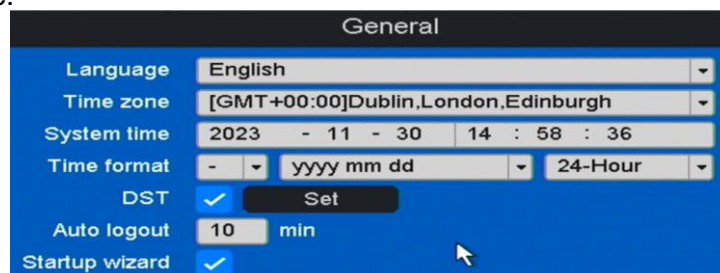 General
Language English
Time zone [GMT+00:00]Dublin,London,Edinburgh
System time 2023 - 11 - 30 14 : 58 : 36
Time format - yyyy mm dd 24-Hour
DST Set
Auto logout 10 min
Startup wizard